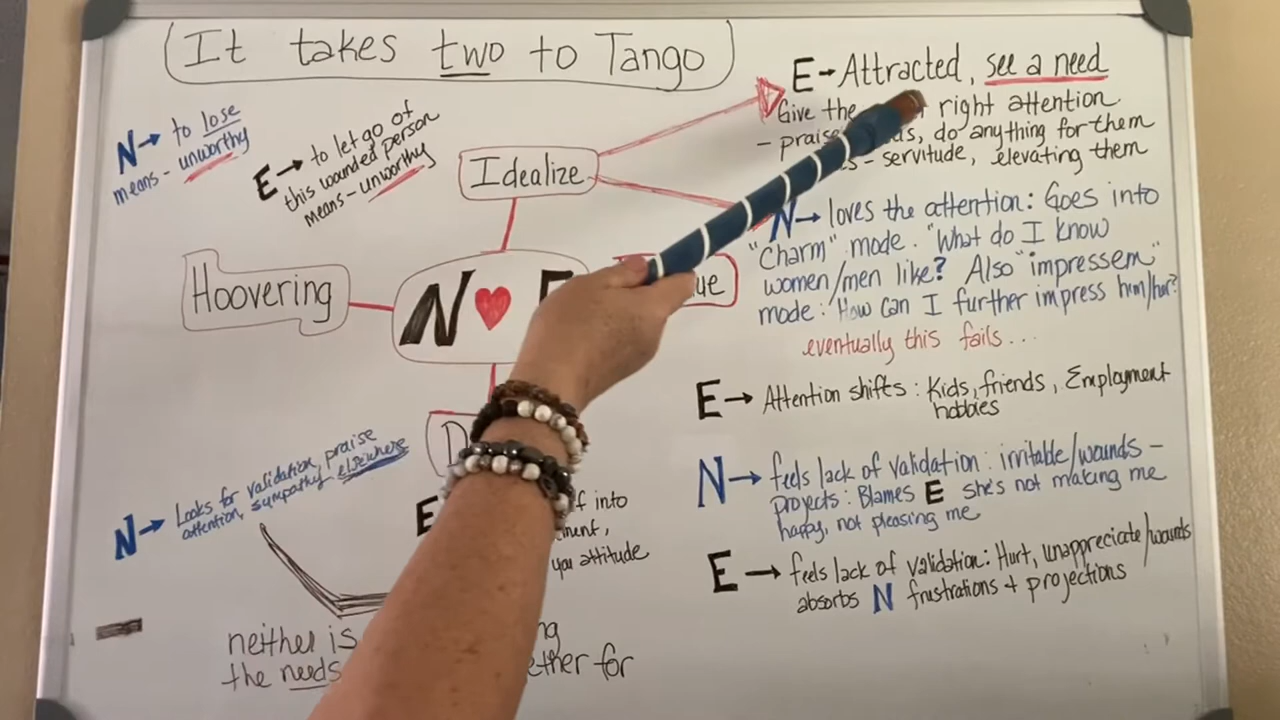 It takes two to Tango
N→ to lose
means - unworthy
E→ to let go of
this wounded person
means - unworthy
Idealize
E→Attracted, see a need
Give the right attention
- praise, do anything for them
- servitude, elevating them
N→ loves the attention: Goes into
"Charm" mode. "What do I know
women/men like? Also "impressem"
mode: How can I further impress him/her?
eventually this fails...
Hoovering
N ♥
E→ Attention shifts: Kids, friends, Employment
hobbies
N→ feels lack of validation: irritable/wounds -
projects: Blames E she's not making me
happy, not pleasing me
E→ feels lack of validation: Hurt, unappreciate/wounds
absorbs N frustrations + projections
N→ Looks for validation, praise
attention, sympathy elsewhere
E
into
you attitude
neither is
the needs for